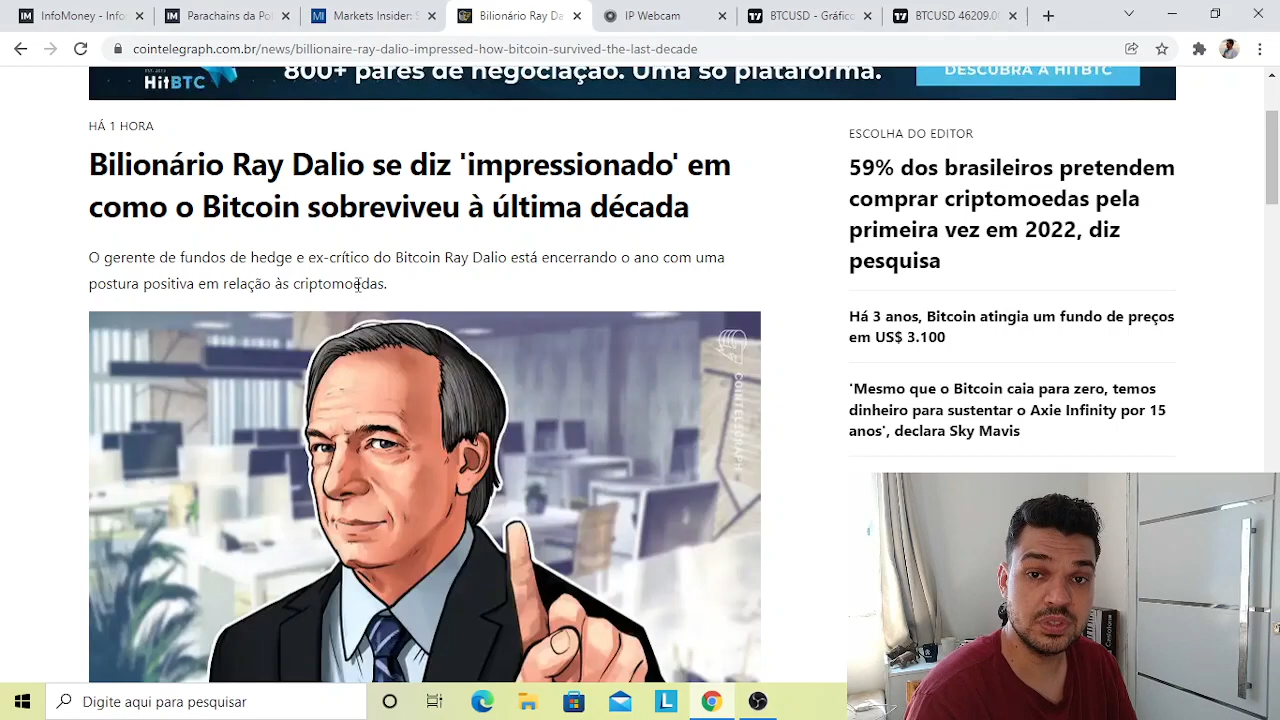 InfoMoney - Info
Parachains da Pol
Markets Insider: S
Bilionário Ray Da
IP Webcam
BTCUSD - Gráfico
BTCUSD 46209.0
cointelegraph.com.br/news/billionaire-ray-dalio-impressed-how-bitcoin-survived-the-last-decade
HitBTC
800+ pares de negociação. Uma só plataforma.
DESCUBRA A HITBTC
HÁ 1 HORA
Bilionário Ray Dalio se diz 'impressionado' em
como o Bitcoin sobreviveu à última década
O gerente de fundos de hedge e ex-crítico do Bitcoin Ray Dalio está encerrando o ano com uma
postura positiva em relação às criptomoedas.
COINTELEGRAPH
ESCOLHA DO EDITOR
59% dos brasileiros pretendem
comprar criptomoedas pela
primeira vez em 2022, diz
pesquisa
Há 3 anos, Bitcoin atingia um fundo de preços
em US$ 3.100
'Mesmo que o Bitcoin caia para zero, temos
dinheiro para sustentar o Axie Infinity por 15
anos', declara Sky Mavis
Digite aqui para pesquisar